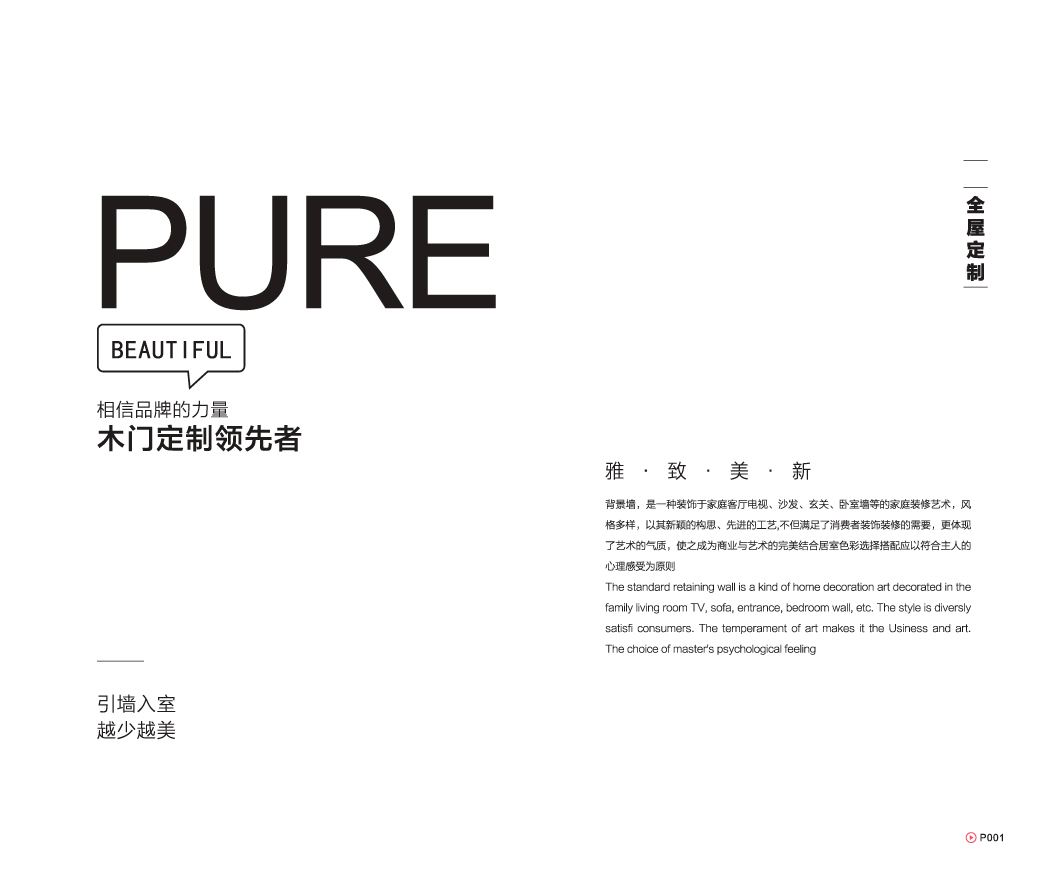 PURE
BEAUTIFUL
相信品牌的力量
木门定制领先者
引墙入室
越少越美
全屋定制
雅 · 致 · 美 · 新
背景墙，是一种装饰于家庭客厅电视、沙发、玄关、卧室墙等的家庭装修艺术，风
格多样，以其新颖的构思、先进的工艺,不但满足了消费者装饰装修的需要，更体现
了艺术的气质，使之成为商业与艺术的完美结合居室色彩选择搭配应以符合主人的
心理感受为原则
The standard retaining wall is a kind of home decoration art decorated in the
family living room TV, sofa, entrance, bedroom wall, etc. The style is diversly
satisfi consumers. The temperament of art makes it the Usiness and art.
The choice of master's psychological feeling
P001